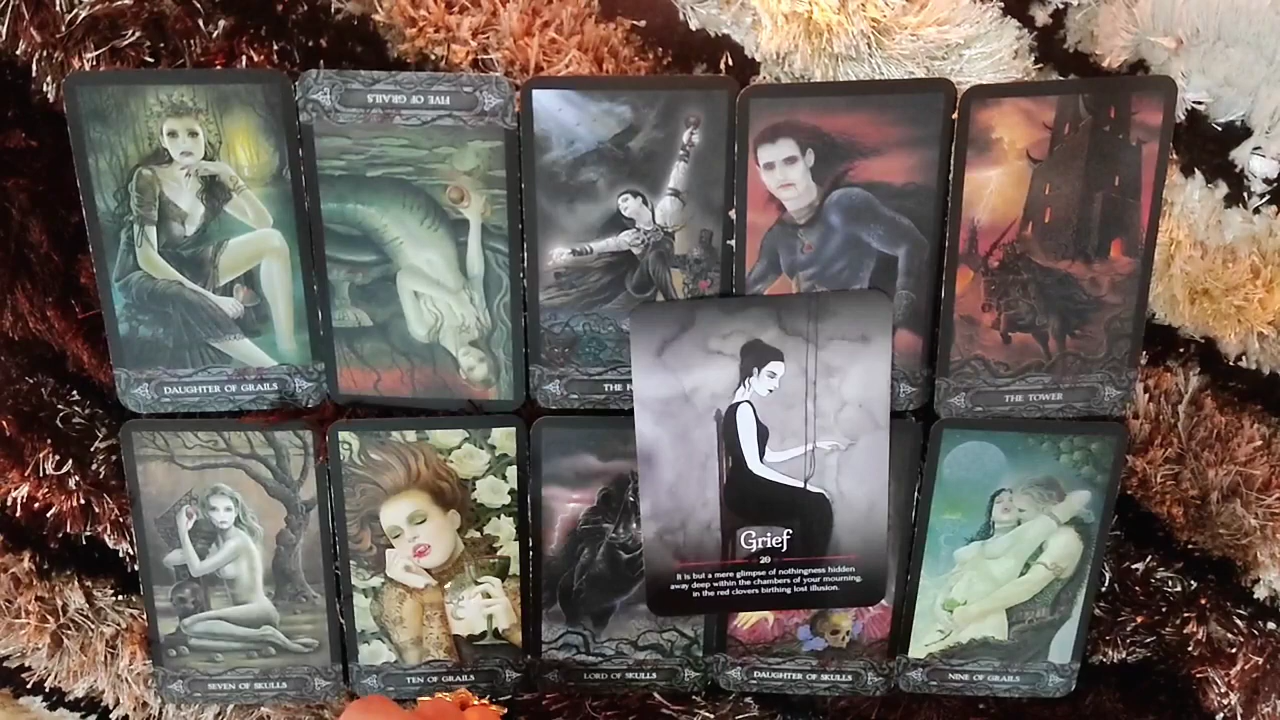 FIVE OF GRAILS
DAUGHTER OF GRAILS
THE
THE TOWER
Grief
20
It is but a mere glimpse of nothingness hidden
away deep within the chambers of your mourning,
in the red clovers birthing lost illusion.
SEVEN OF SKULLS
TEN OF GRAILS
LORD OF SKULLS
DAUGHTER OF SKULLS
NINE OF GRAILS